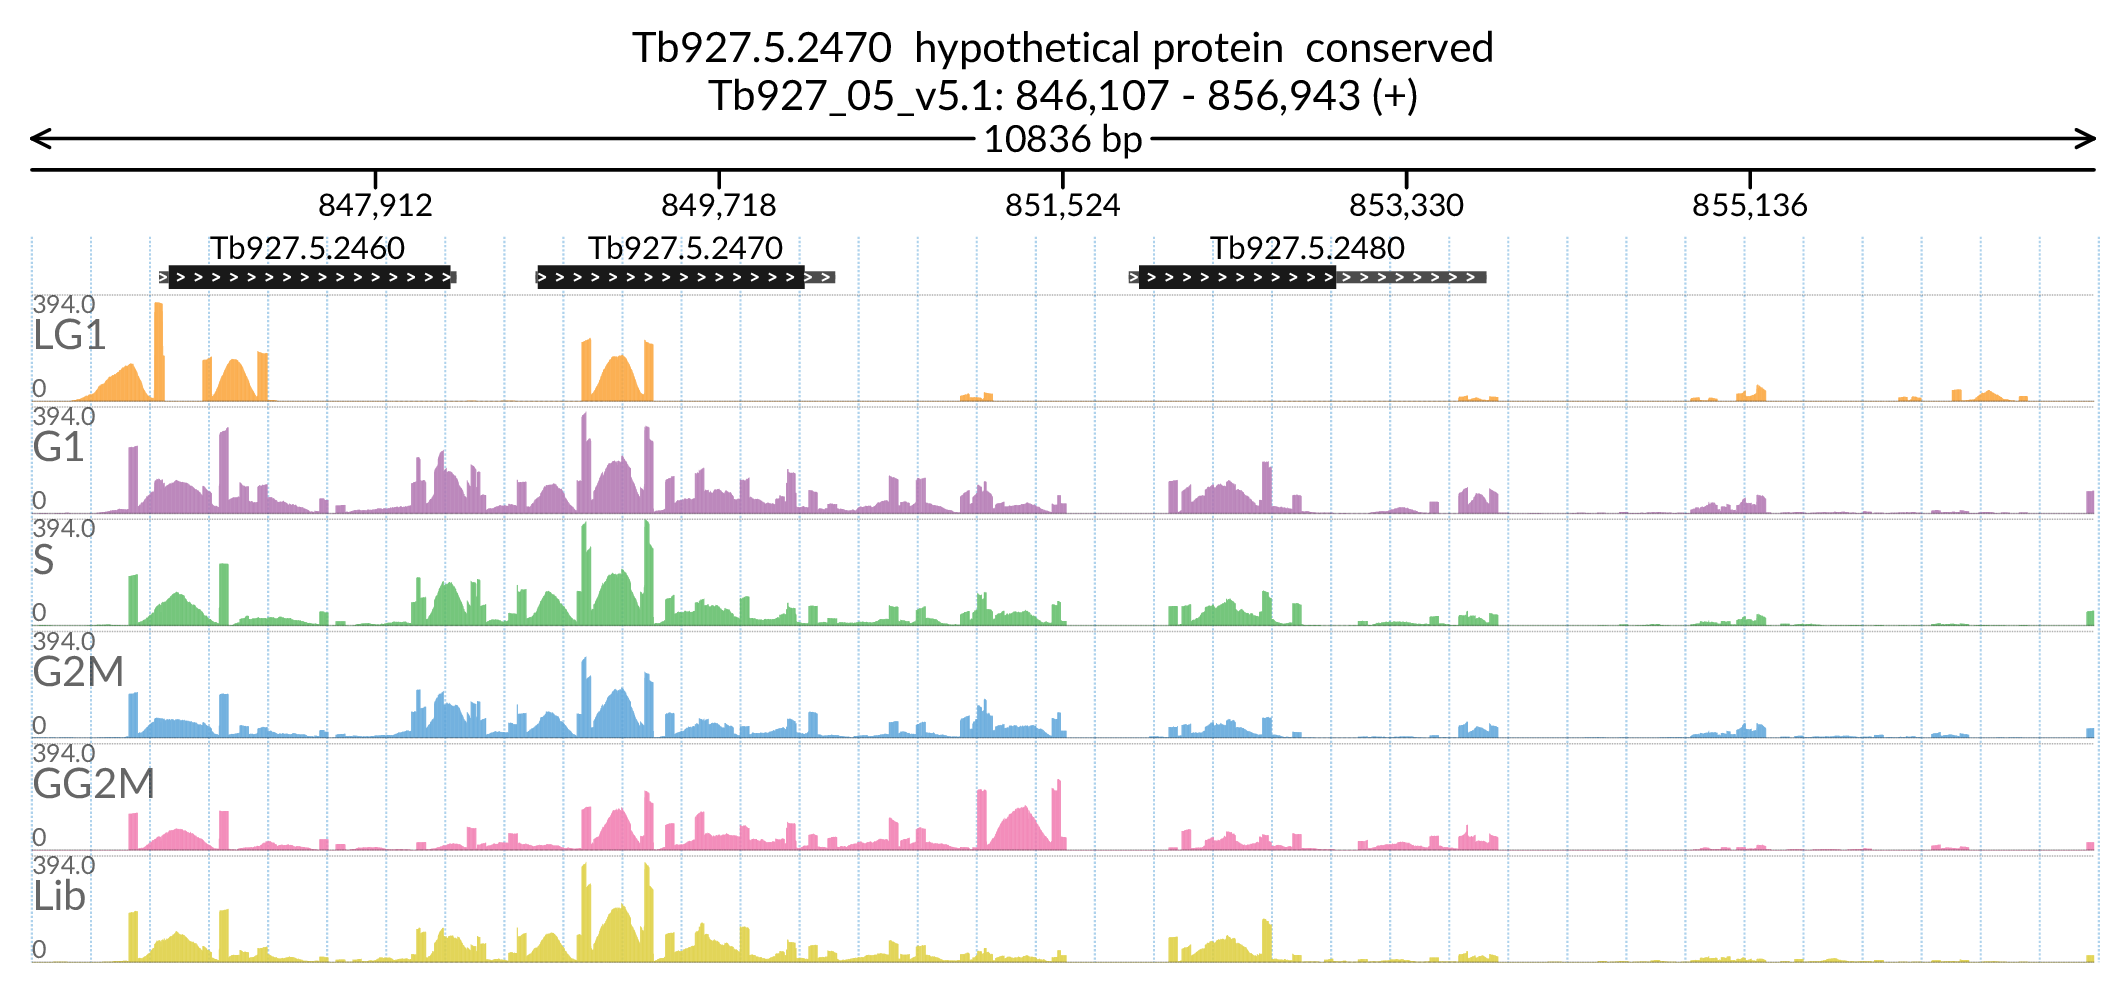 Tb927.5.2470 hypothetical protein conserved
Tb927_05_v5.1: 846,107 - 856,943 (+)
10836 bp
847,912 849,718 851,524 853,330 855,136
Tb927.5.2460 Tb927.5.2470 Tb927.5.2480
394.0
LG1
0
394.0
G1
0
394.0
S
0
394.0
G2M
0
394.0
GG2M
0
394.0
Lib
0